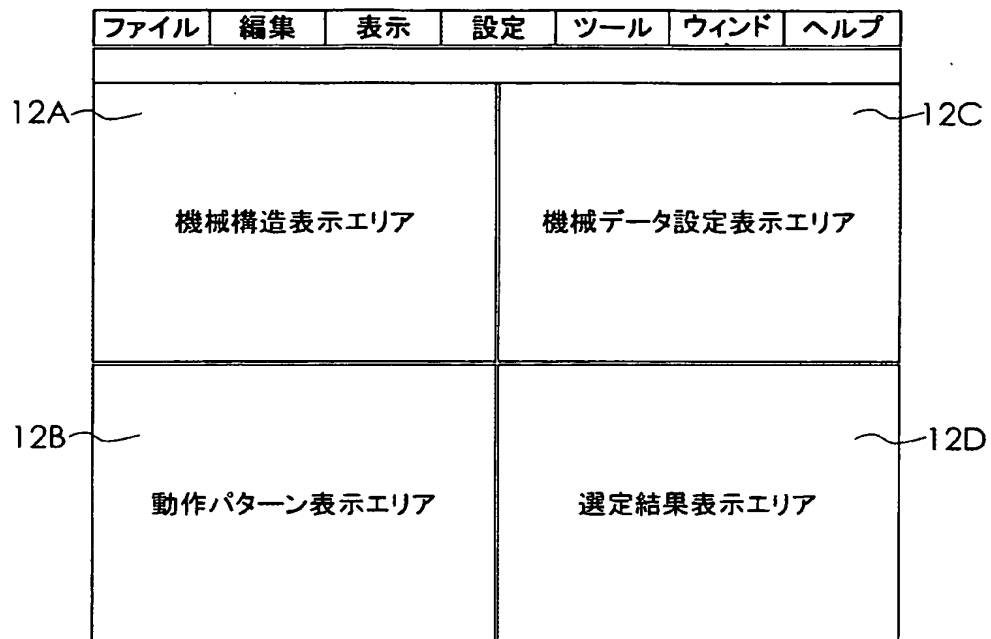 ファイル 編集 表示 設定 ツール ウィンド ヘルプ
12A 12C
機械構造表示エリア 機械データ設定表示エリア
12B 12D
動作パターン表示エリア 選定結果表示エリア